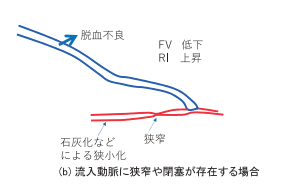 脱血不良
FV 低下
RI 上昇
石灰化など
による狭小化
狭窄
(b) 流入動脈に狭窄や閉塞が存在する場合